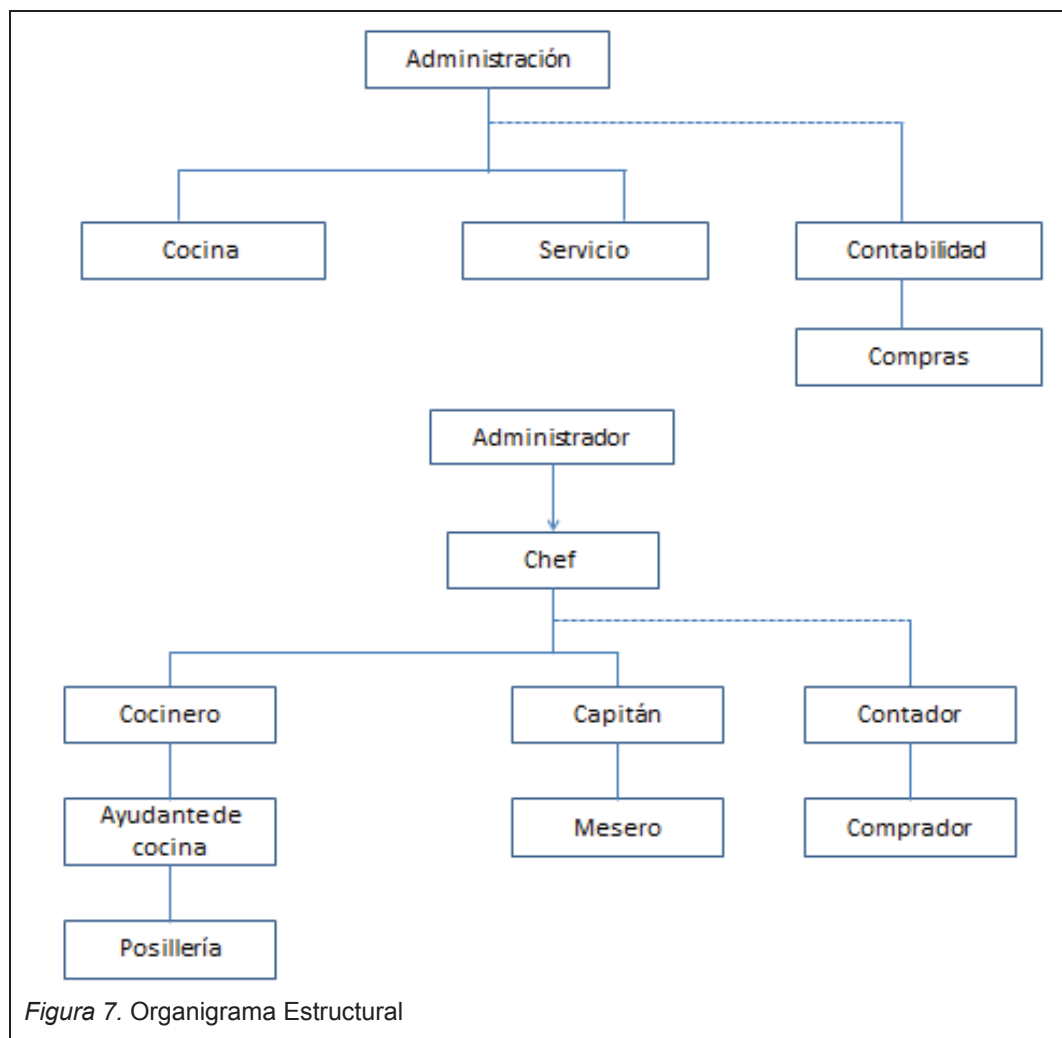 Administración
Cocina
Servicio
Contabilidad
Compras
Administrador
Chef
Cocinero
Capitán
Contador
Ayudante de
cocina
Mesero
Comprador
Posillería
Figura 7. Organigrama Estructural